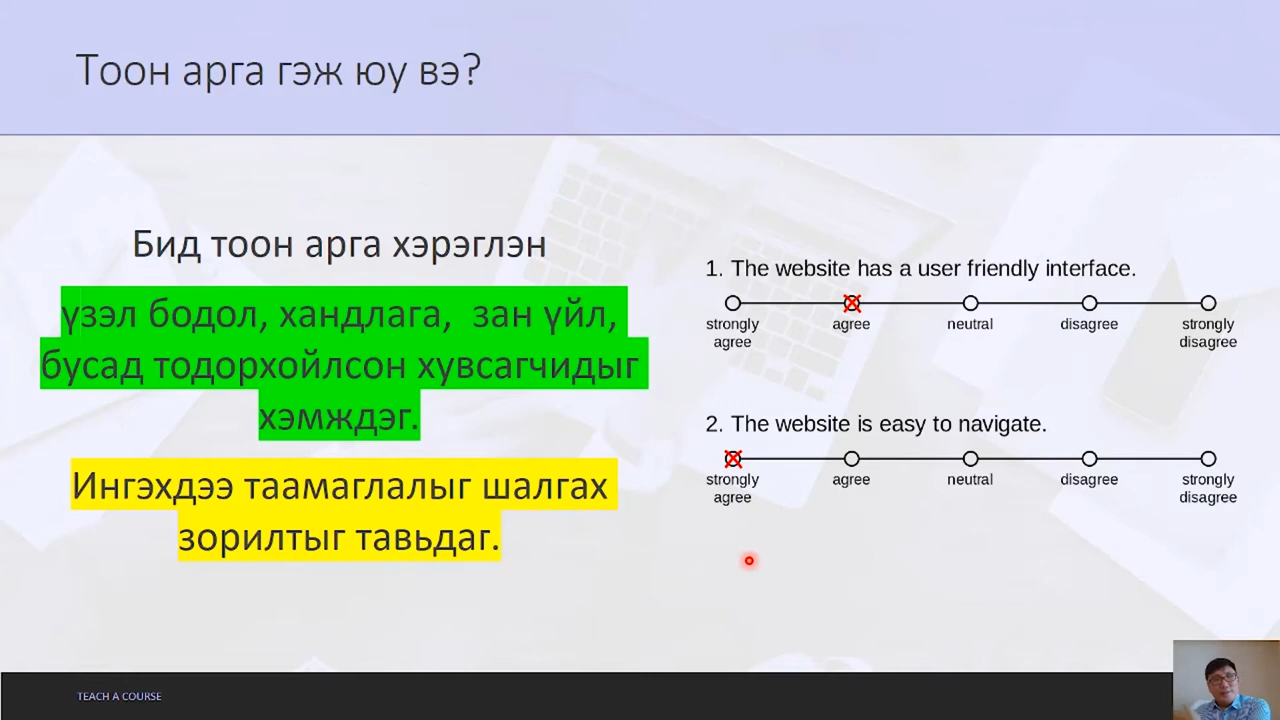 Тоон арга гэж юу вэ?
Бид тоон арга хэрэглэн
үзэл бодол, хандлага, зан үйл,
бусад тодорхойлсон хувсагчидыг
хэмждэг.
Ингэхдээ таамаглалыг шалгах
зорилтыг тавьдаг.
1. The website has a user friendly interface.
strongly agree
agree
neutral
disagree
strongly disagree
2. The website is easy to navigate.
strongly agree
agree
neutral
disagree
strongly disagree
TEACH A COURSE